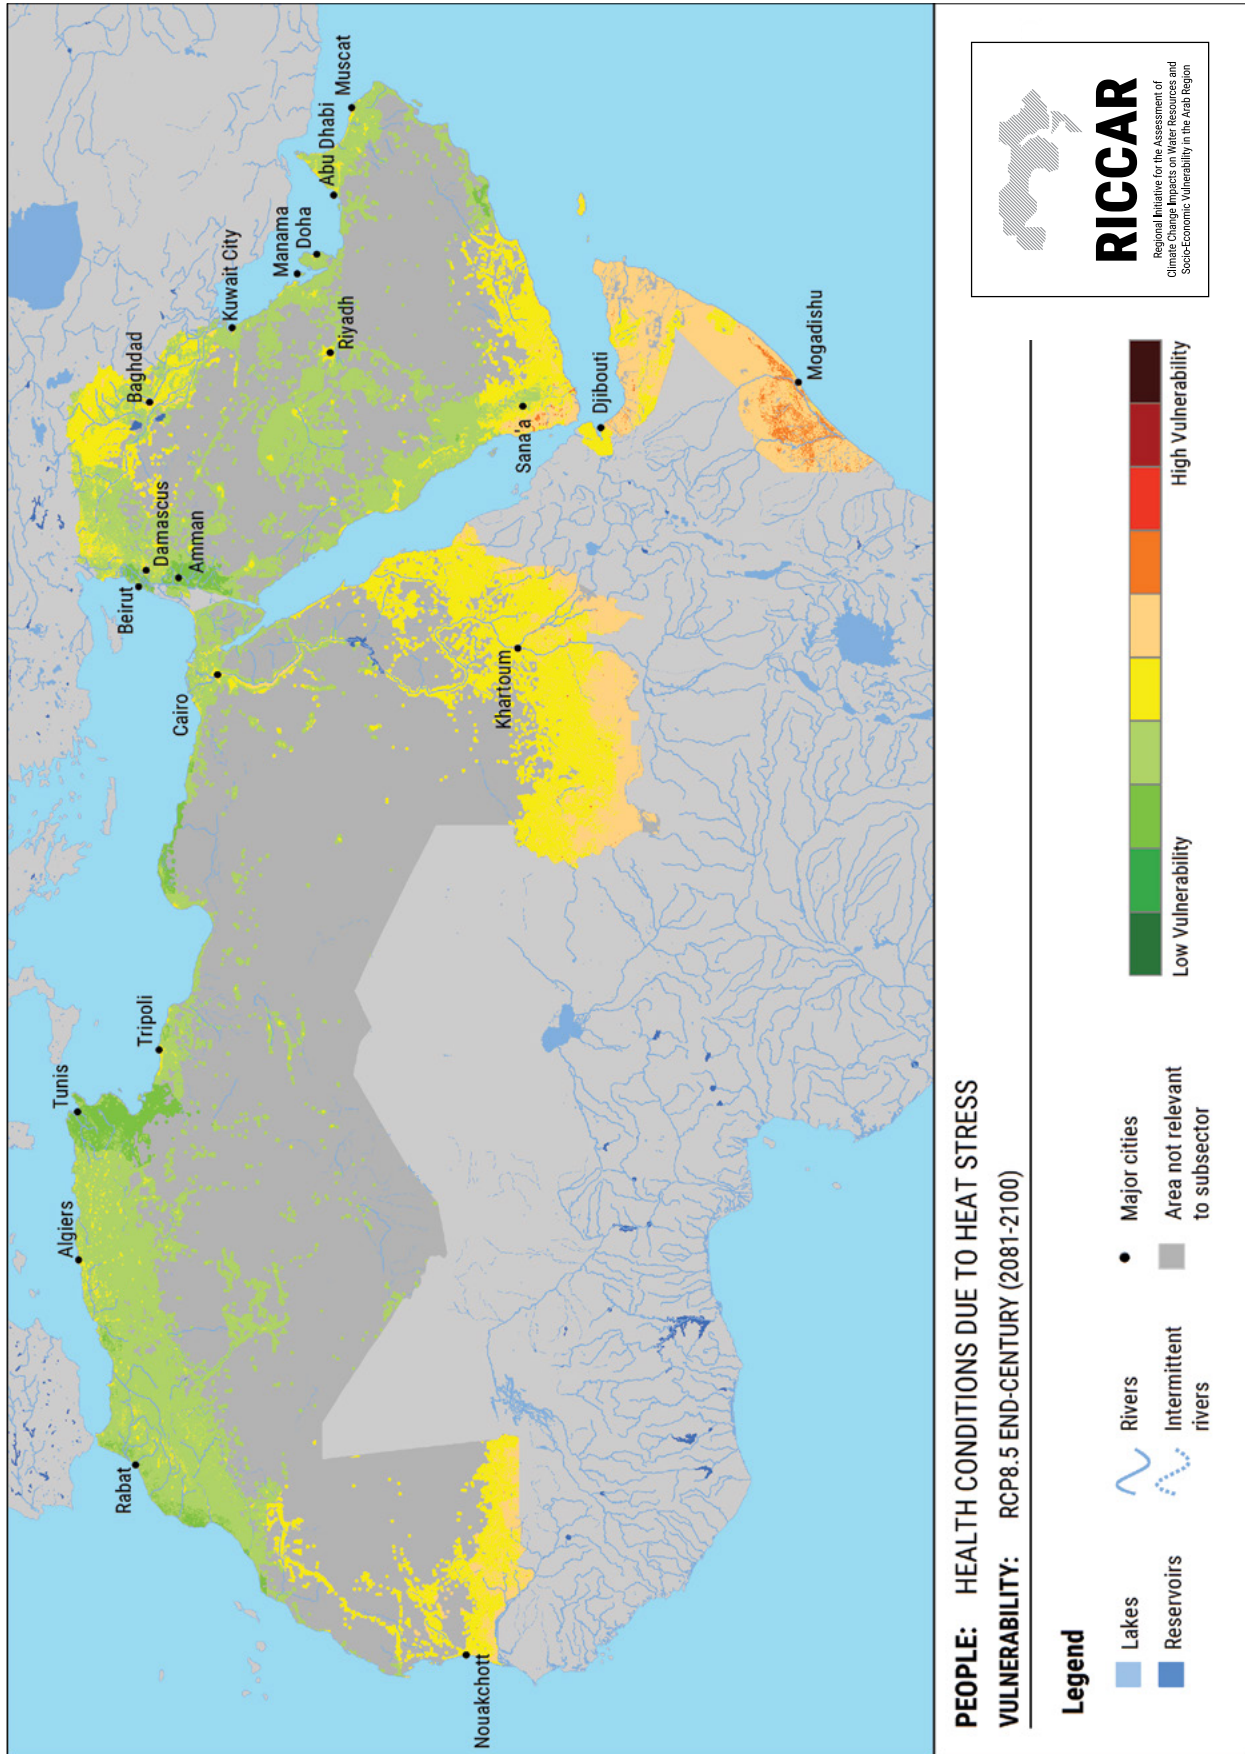 Muscat
Abu Dhabi
Manama
Doha
Kuwait City
Riyadh
Baghdad
Damascus
Amman
Beirut
Sana'a
Djibouti
Mogadishu
Cairo
Khartoum
Tripoli
Tunis
Algiers
Rabat
Nouakchott
PEOPLE: HEALTH CONDITIONS DUE TO HEAT STRESS
VULNERABILITY: RCP8.5 END-CENTURY (2081-2100)
Legend
Lakes
Reservoirs
Rivers
Intermittent
rivers
Major cities
Area not relevant
to subsector
Low Vulnerability
High Vulnerability
RICCAR
Regional Initiative for the Assessment of
Climate Change Impacts on Water Resources and
Socio-Economic Vulnerability in the Arab Region